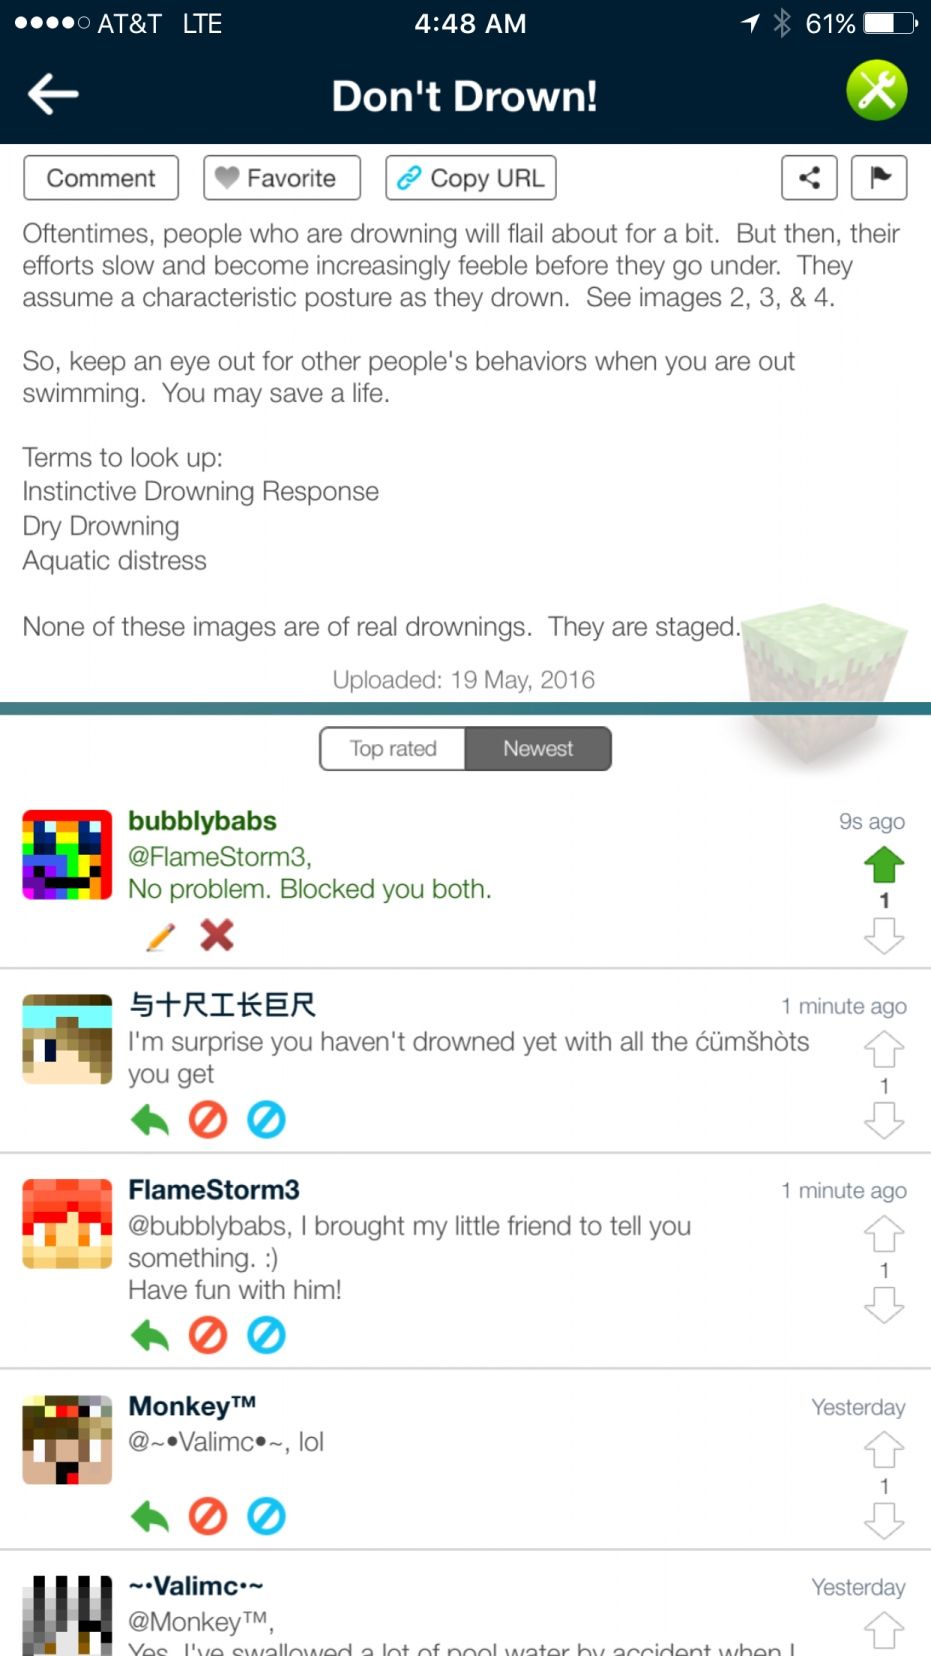 AT&T LTE 4:48 AM 61%
Don't Drown!
Comment Favorite Copy URL
Oftentimes, people who are drowning will flail about for a bit. But then, their
efforts slow and become increasingly feeble before they go under. They
assume a characteristic posture as they drown. See images 2, 3, & 4.
So, keep an eye out for other people's behaviors when you are out
swimming. You may save a life.
Terms to look up:
Instinctive Drowning Response
Dry Drowning
Aquatic distress
None of these images are of real drownings. They are staged.
Uploaded: 19 May, 2016
Top rated Newest
bubblybabs 9s ago
@FlameStorm3,
No problem. Blocked you both.
1
与十尺工长巨尺 1 minute ago
I'm surprise you haven't drowned yet with all the ćümšhòts
you get
1
FlameStorm3 1 minute ago
@bubblybabs, I brought my little friend to tell you
something. :)
Have fun with him!
1
Monkey™ Yesterday
@~•Valimc•~, lol
1
~•Valimc•~ Yesterday
@Monkey™,
Yes, I've swallowed a lot of pool water by accident when I